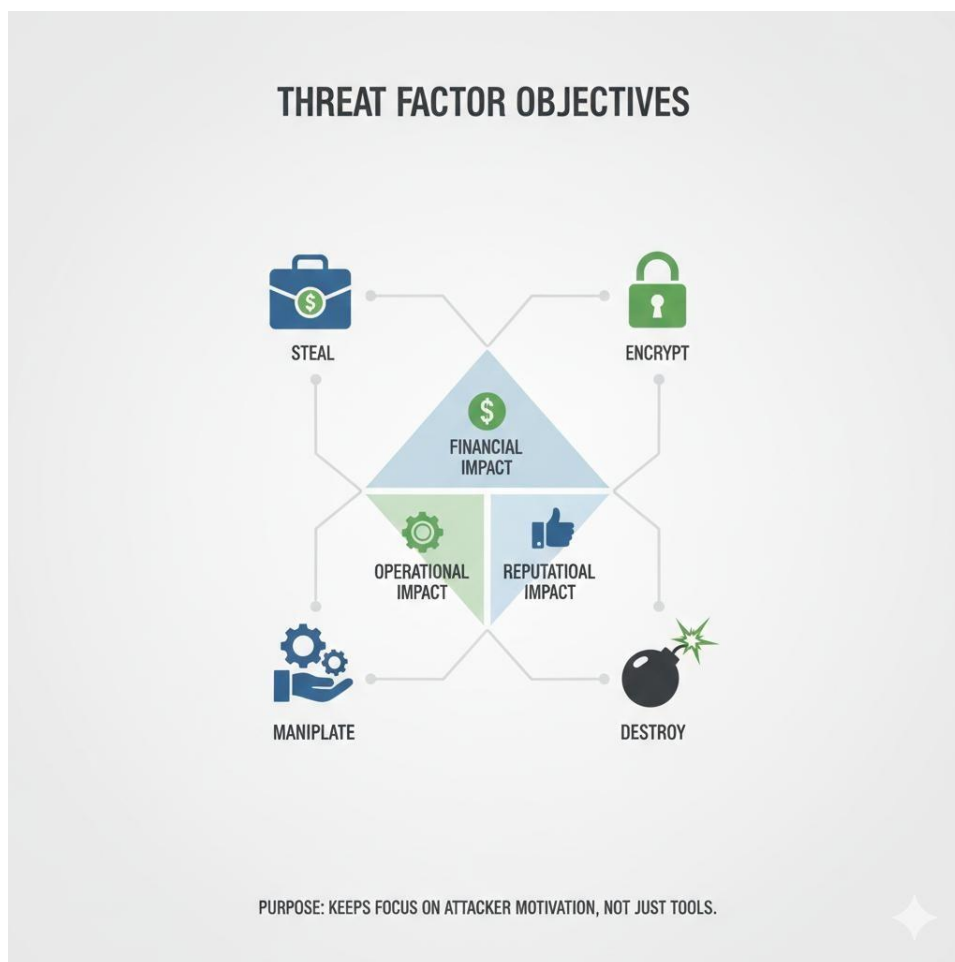 THREAT FACTOR OBJECTIVES
$
STEAL
ENCRYPT
$
FINANCIAL
IMPACT
OPERATIONAL
IMPACT
REPUTATIOAL
IMPACT
MANIPLATE
DESTROY
PURPOSE: KEEPS FOCUS ON ATTACKER MOTIVATION, NOT JUST TOOLS.